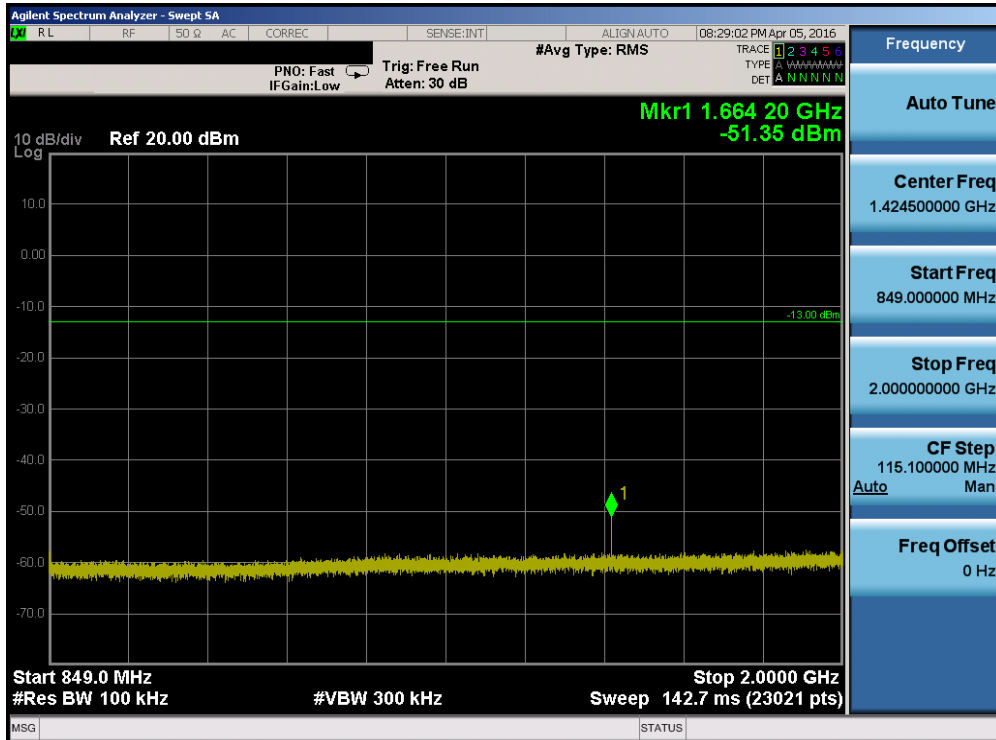 Agilent Spectrum Analyzer - Swept SA
LXI RL RF 50 Ω AC CORREC SENSE:INT ALIGN AUTO 08:29:02 PM Apr 05, 2016
#Avg Type: RMS
TRACE 1 2 3 4 5 6
PNO: Fast Trig: Free Run
TYPE A WWWWW
IFGain:Low Atten: 30 dB
DET A N N N N N
Mkr1 1.664 20 GHz
-51.35 dBm
10 dB/div Ref 20.00 dBm
Log
10.0
0.00
-10.0
-13.00 dBm
-20.0
-30.0
-40.0
1
-50.0
-60.0
-70.0
Start 849.0 MHz Stop 2.0000 GHz
#Res BW 100 kHz #VBW 300 kHz Sweep 142.7 ms (23021 pts)
MSG STATUS
Frequency
Auto Tune
Center Freq
1.424500000 GHz
Start Freq
849.000000 MHz
Stop Freq
2.000000000 GHz
CF Step
115.100000 MHz
Auto Man
Freq Offset
0 Hz